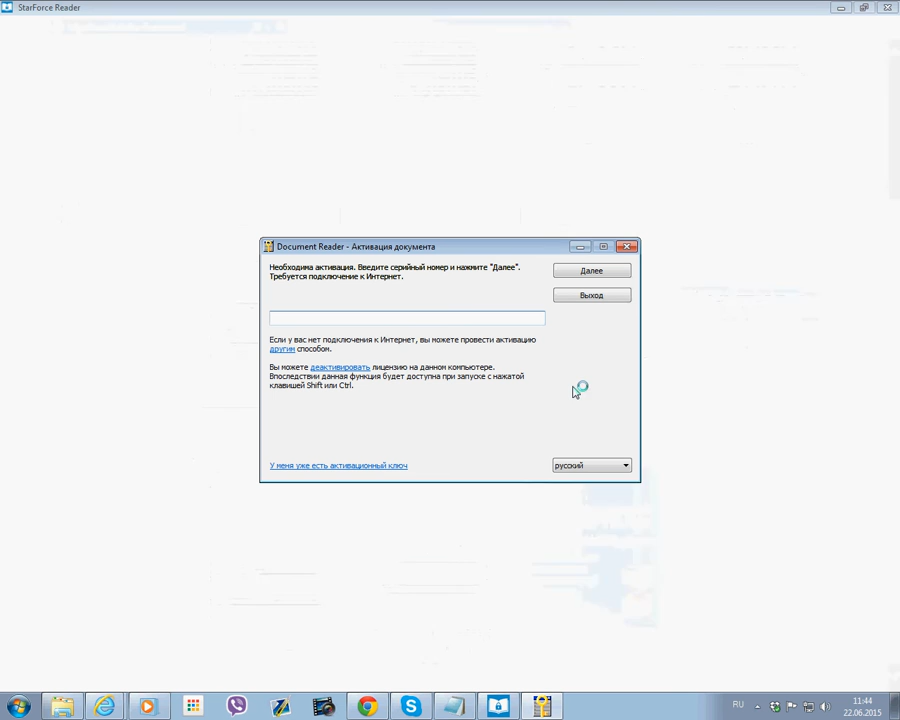 StarForce Reader
Document Reader - Активация документа
Необходима активация. Введите серийный номер и нажмите "Далее".
Требуется подключение к Интернет.
Далее
Выход
Если у вас нет подключения к Интернет, вы можете провести активацию
другим способом.
Вы можете деактивировать лицензию на данном компьютере.
Впоследствии данная функция будет доступна при запуске с нажатой
клавишей Shift или Ctrl.
У меня уже есть активационный ключ
русский
RU
11:44
22.06.2015